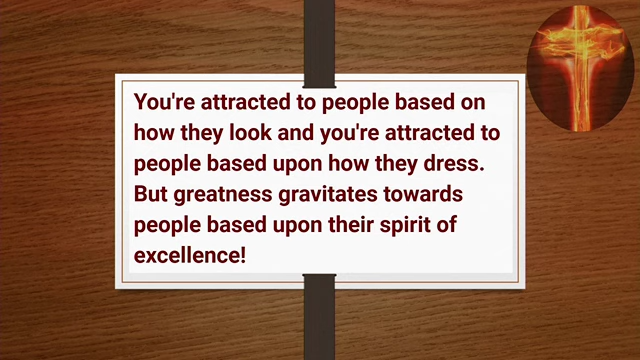 You're attracted to people based on
how they look and you're attracted to
people based upon how they dress.
But greatness gravitates towards
people based upon their spirit of
excellence!